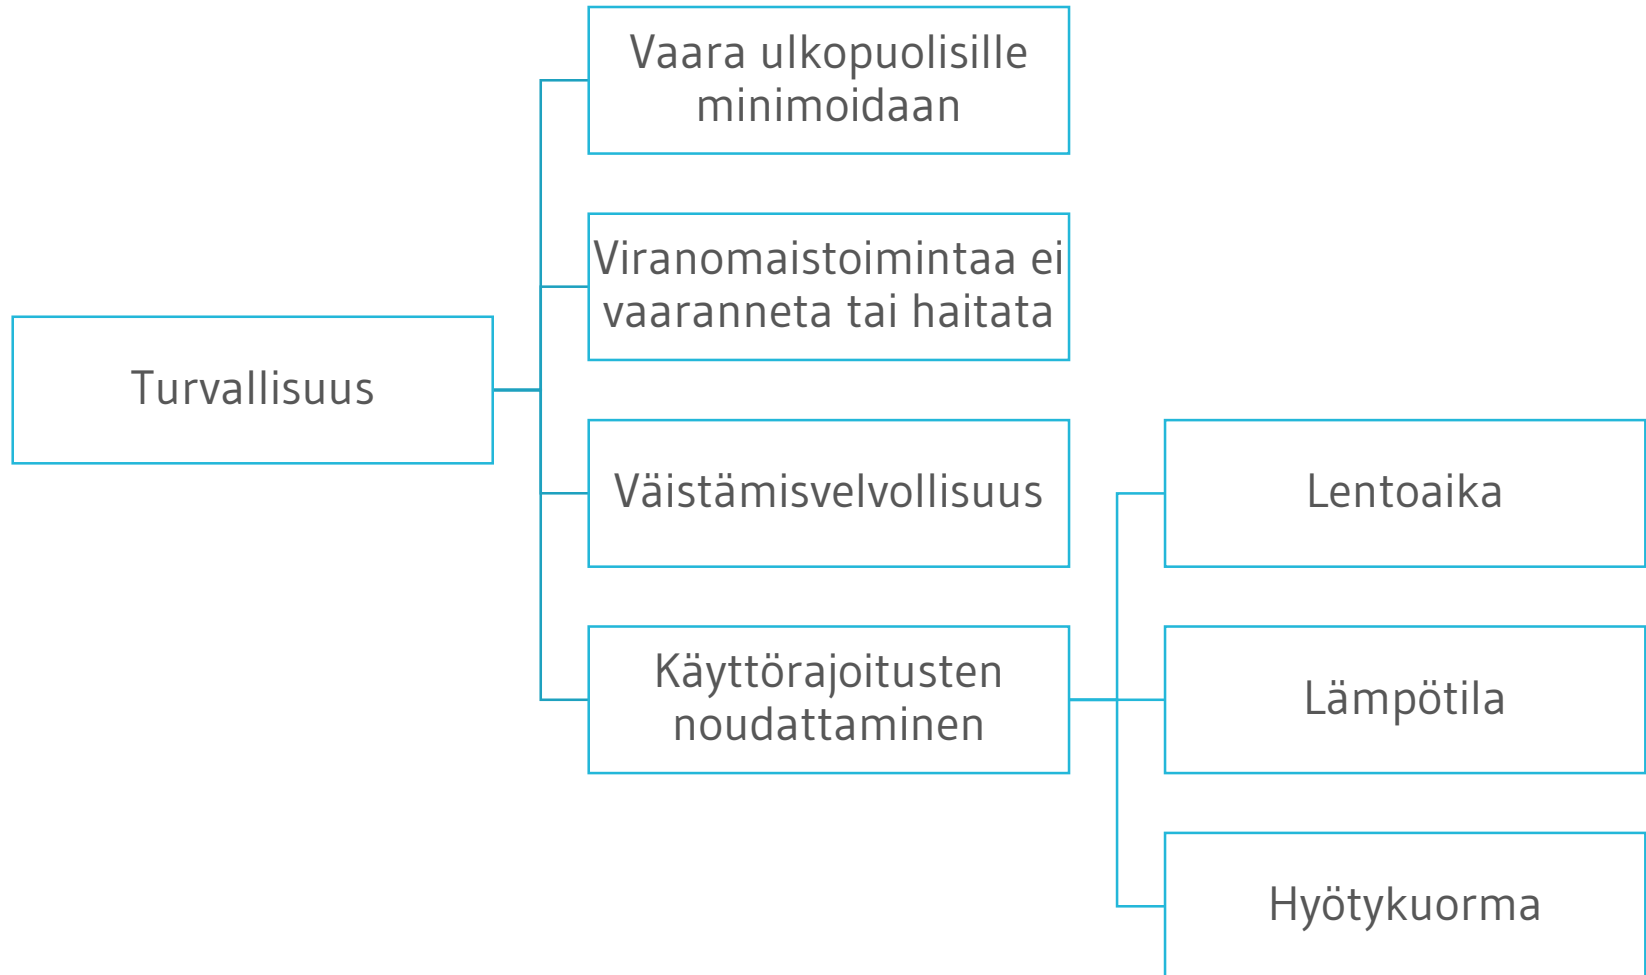 Vaara ulkopuolisille
minimoidaan
Viranomaistoimintaa ei
vaaranneta tai haitata
Turvallisuus
Väistämisvelvollisuus
Lentoaika
Käyttörajoitusten
noudattaminen
Lämpötila
Hyötykuorma